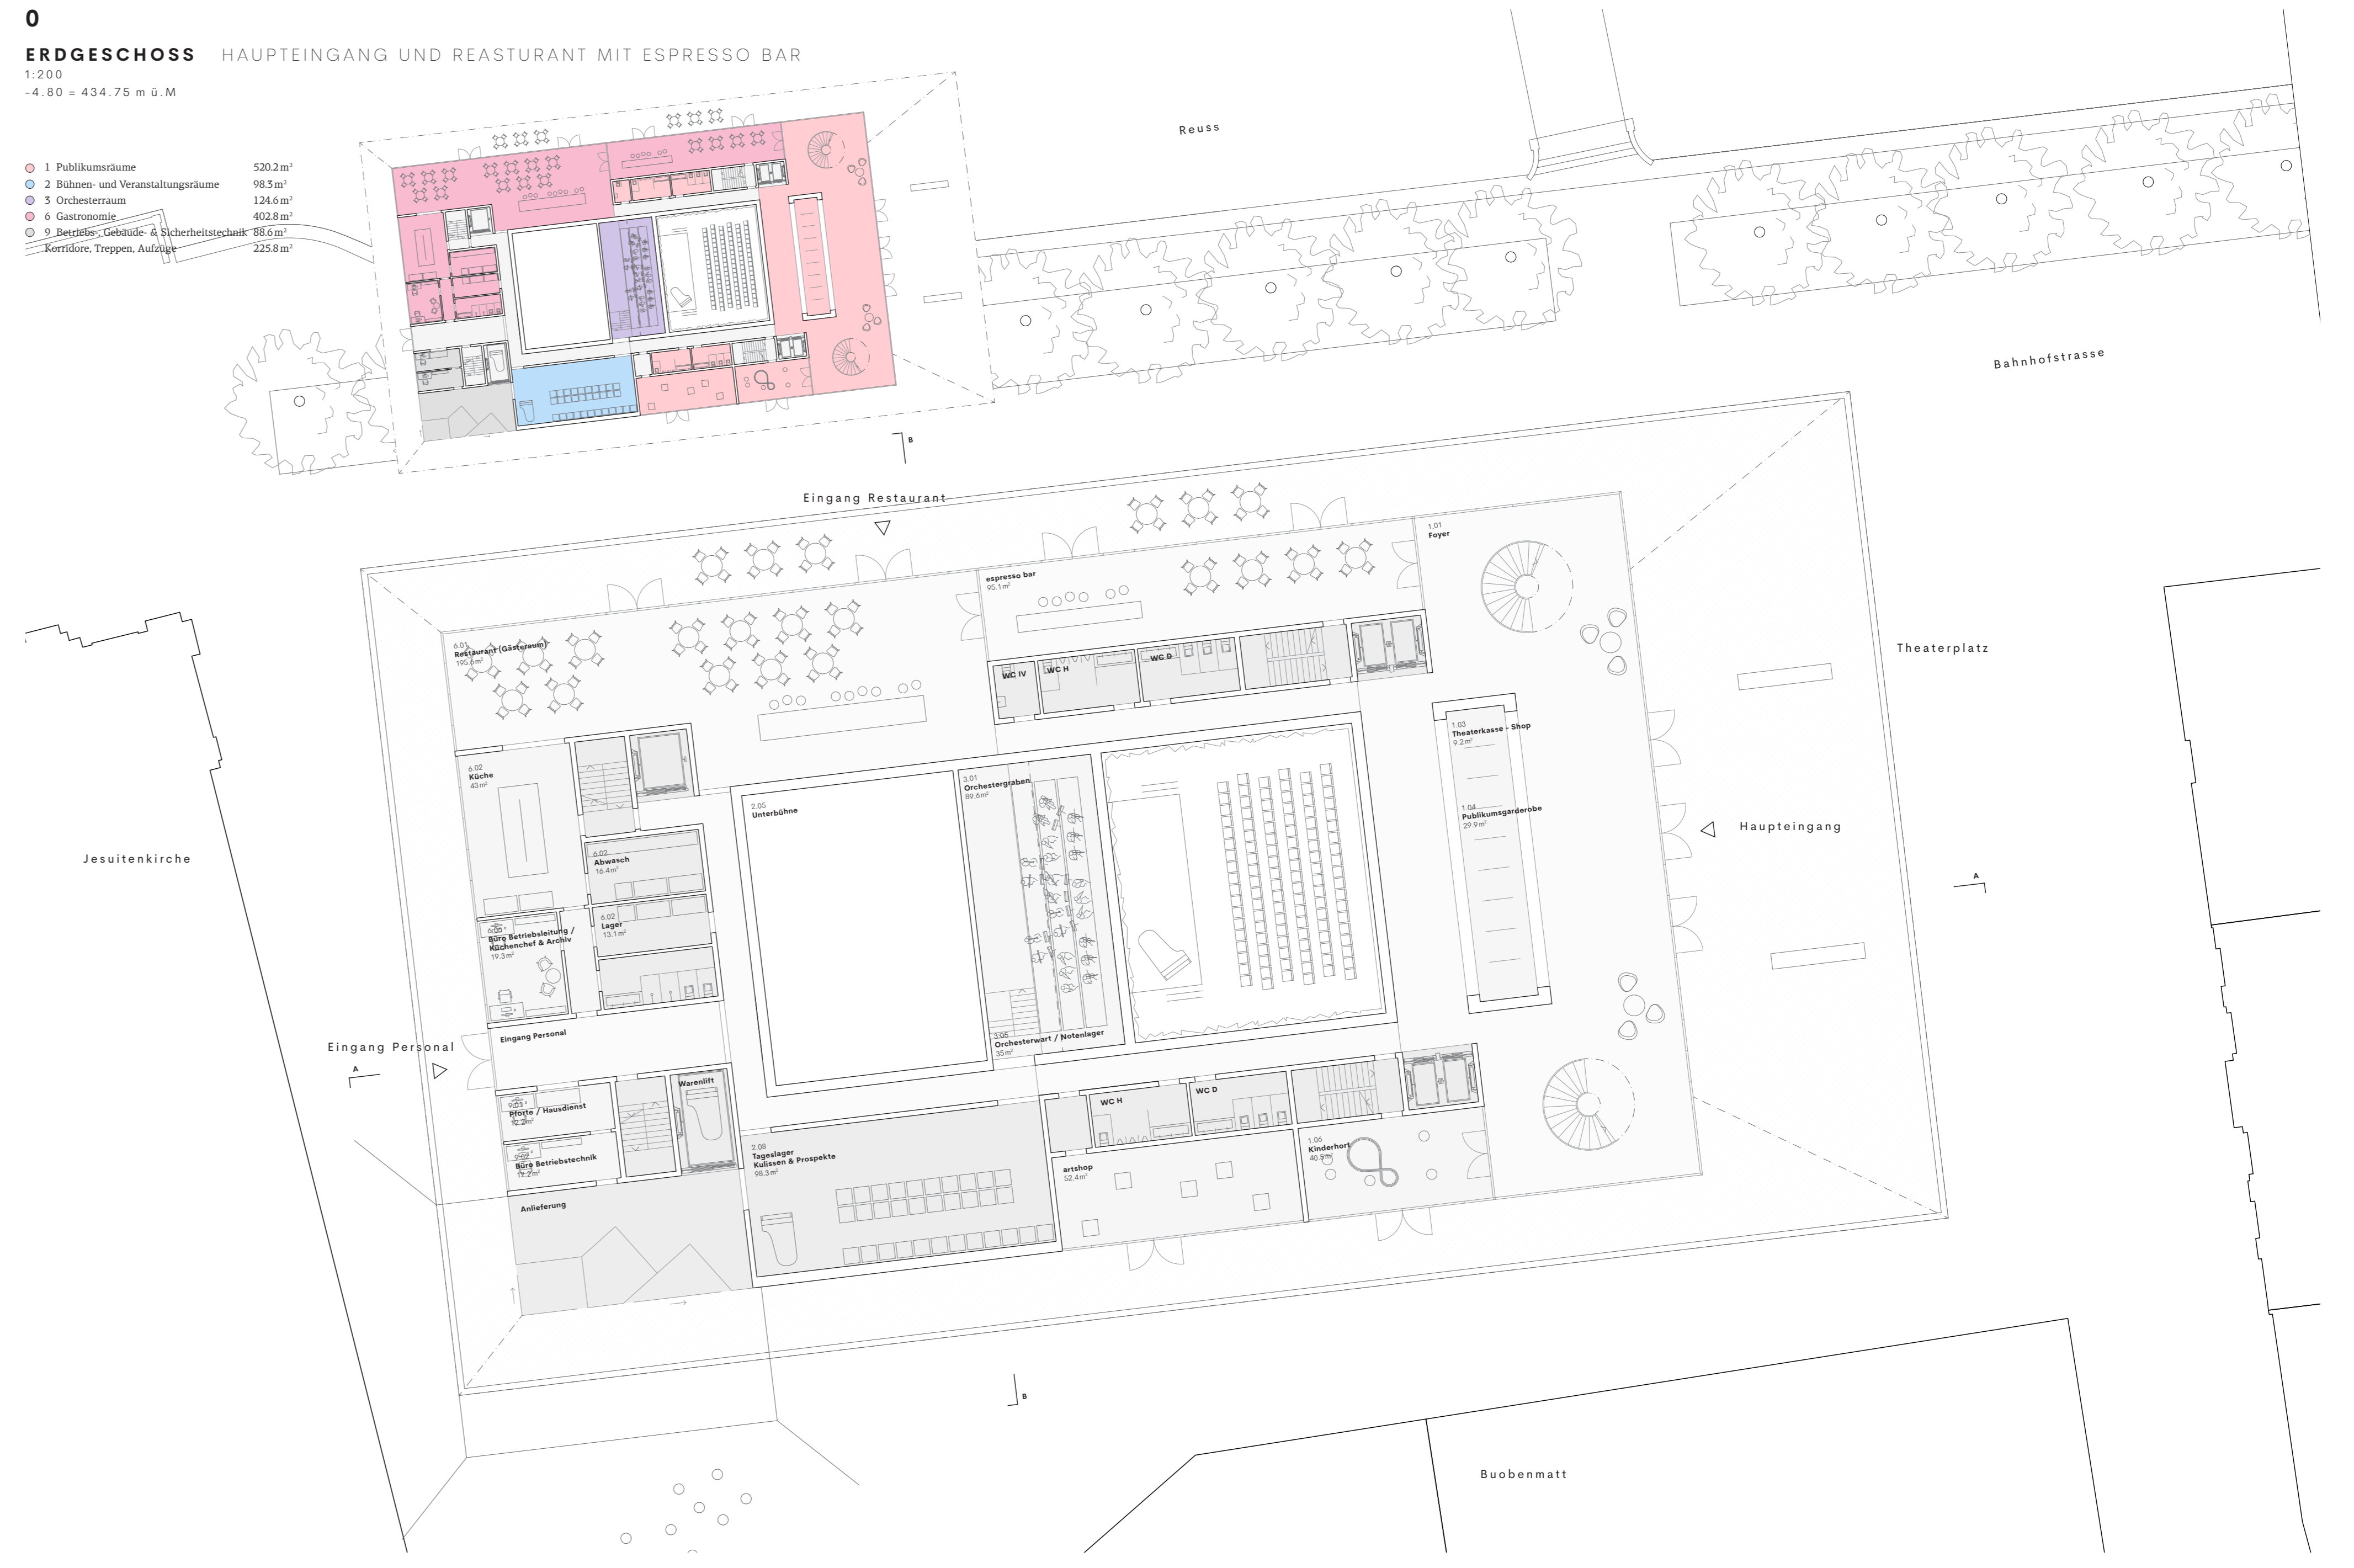 0
ERDGESCHOSS HAUPTEINGANG UND REASTURANT MIT ESPRESSO BAR
1:200
-4.80 = 434.75 m ü.M
1 Publikumsräume 520.2 m²
2 Bühnen- und Veranstaltungsräume 98.3 m²
3 Orchesterraum 124.6 m²
6 Gastronomie 402.8 m²
9 Betriebs-, Gebäude- & Sicherheitstechnik 88.6 m²
Korridore, Treppen, Aufzüge 225.8 m²
Reuss
Bahnhofstrasse
B
Eingang Restaurant
1.01
Foyer
espresso bar
95.1 m²
6.01
Restaurant (Gästeraum)
195.6 m²
Theaterplatz
WC IV
WC H
WC D
1.03
Theaterkasse - Shop
9.2 m²
6.02
Küche
43 m²
3.01
Orchestergraben
89.6 m²
2.05
Unterbühne
1.04
Publikumsgarderobe
29.9 m²
Haupteingang
Jesuitenkirche
6.02
Abwasch
16.4 m²
A
6.02
Lager
13.1 m²
Büro Betriebsleitung /
Küchenchef & Archiv
19.3 m²
Eingang Personal
Eingang Personal
A
3.05
Orchesterwart / Notenlager
35 m²
Warenlift
9.03
Pforte / Hausdienst
12.2 m²
WC H
WC D
9.02
Büro Betriebstechnik
12.2 m²
2.08
Tageslager
Kulissen & Prospekte
98.3 m²
1.06
Kinderhort
40.5 m²
artshop
52.4 m²
Anlieferung
B
Buobenmatt